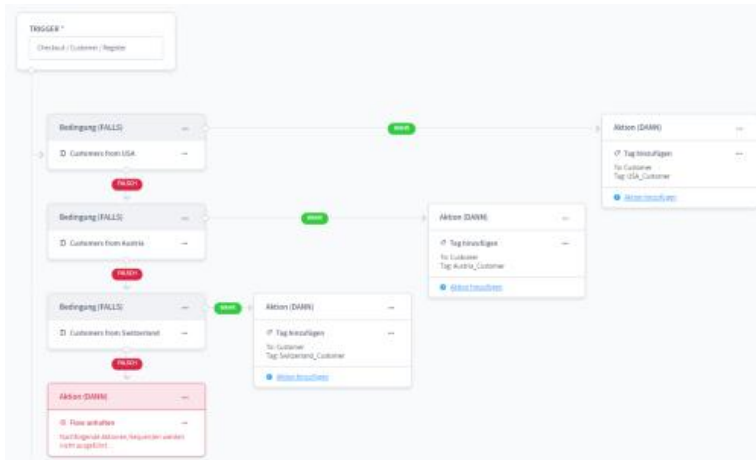 TRIGGER *
Checkout / Customer / Register
Bedingung (FALLS)
Customers from USA
FALSCH
WAHR
Aktion (DANN)
Tag hinzufügen
To: Customer
Tag: USA_Customer
Aktion hinzufügen
Bedingung (FALLS)
Customers from Austria
FALSCH
WAHR
Aktion (DANN)
Tag hinzufügen
To: Customer
Tag: Austria_Customer
Aktion hinzufügen
Bedingung (FALLS)
Customers from Switzerland
FALSCH
WAHR
Aktion (DANN)
Tag hinzufügen
To: Customer
Tag: Switzerland_Customer
Aktion hinzufügen
Aktion (DANN)
Flow anhalten
Nachfolgende Aktionen, Sequenzen werden
nicht ausgeführt.